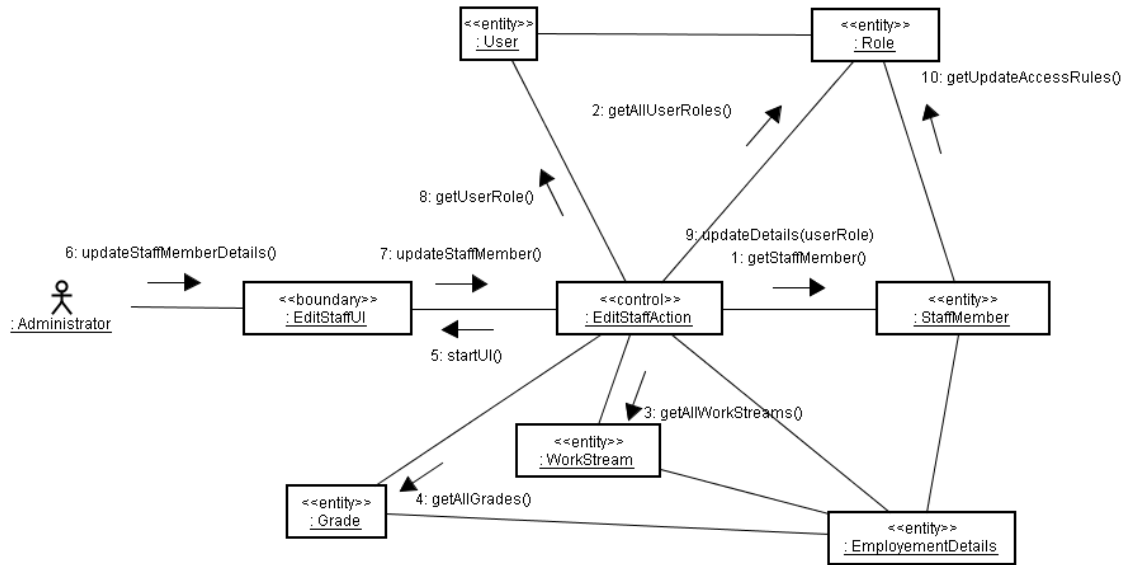 <<entity>>
: User
<<entity>>
: Role
10: getUpdateAccessRules()
2: getAllUserRoles()
8: getUserRole()
9: updateDetails(userRole)
6: updateStaffMemberDetails()
7: updateStaffMember()
1: getStaffMember()
: Administrator
<<boundary>>
: EditStaffUI
<<control>>
: EditStaffAction
<<entity>>
: StaffMember
5: startUI()
3: getAllWorkStreams()
<<entity>>
: WorkStream
<<entity>>
: Grade
4: getAllGrades()
<<entity>>
: EmployementDetails